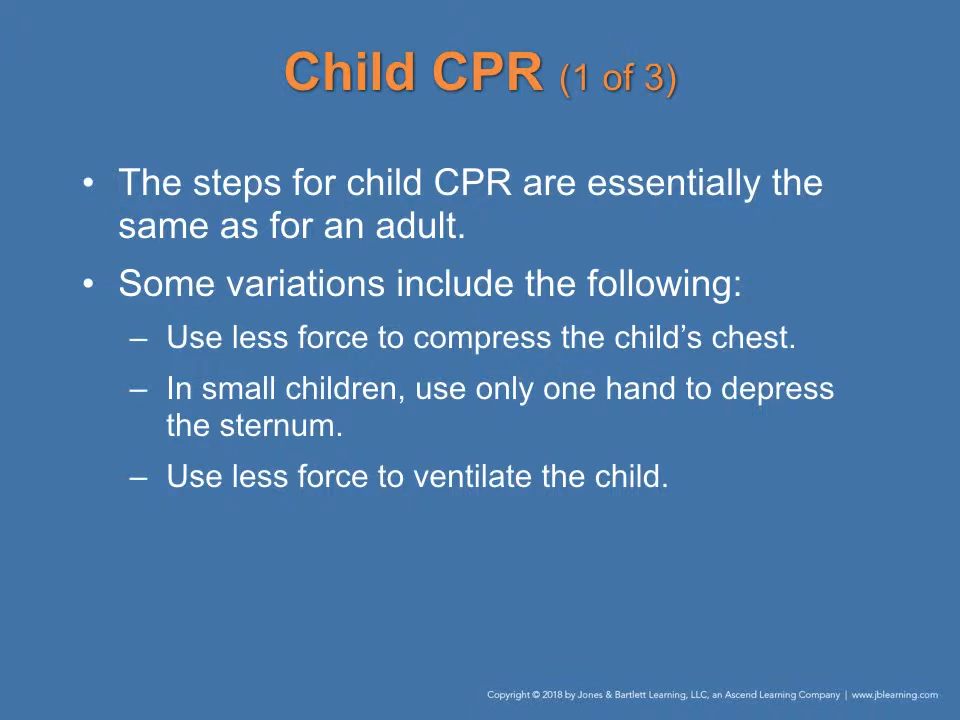 Child CPR (1 of 3)
• The steps for child CPR are essentially the
same as for an adult.
• Some variations include the following:
– Use less force to compress the child’s chest.
– In small children, use only one hand to depress
the sternum.
– Use less force to ventilate the child.
Copyright © 2018 by Jones & Bartlett Learning, LLC, an Ascend Learning Company | www.jblearning.com